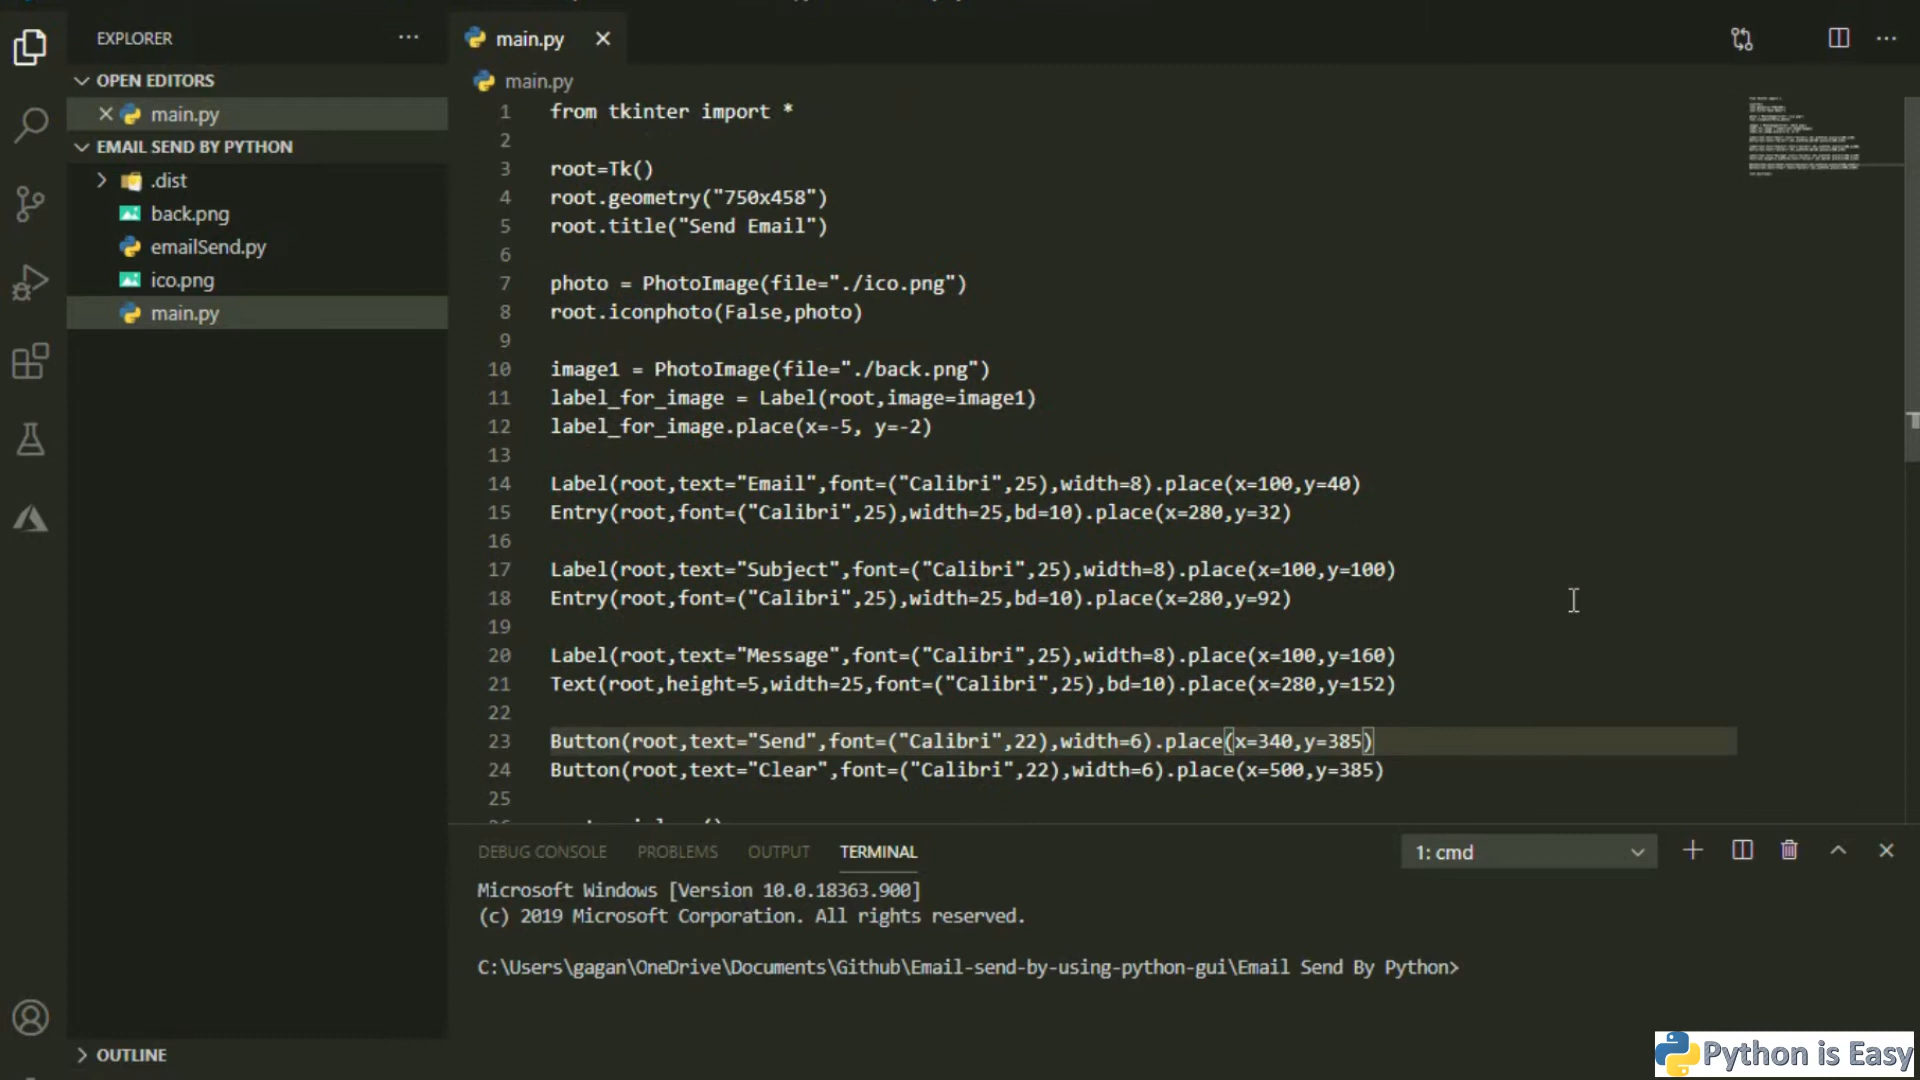 EXPLORER
···
OPEN EDITORS
main.py
EMAIL SEND BY PYTHON
.dist
back.png
emailSend.py
ico.png
main.py
OUTLINE
main.py
main.py
1 from tkinter import *
2
3 root=Tk()
4 root.geometry("750x458")
5 root.title("Send Email")
6
7 photo = PhotoImage(file="./ico.png")
8 root.iconphoto(False,photo)
9
10 image1 = PhotoImage(file="./back.png")
11 label_for_image = Label(root,image=image1)
12 label_for_image.place(x=-5, y=-2)
13
14 Label(root,text="Email",font=("Calibri",25),width=8).place(x=100,y=40)
15 Entry(root,font=("Calibri",25),width=25,bd=10).place(x=280,y=32)
16
17 Label(root,text="Subject",font=("Calibri",25),width=8).place(x=100,y=100)
18 Entry(root,font=("Calibri",25),width=25,bd=10).place(x=280,y=92)
19
20 Label(root,text="Message",font=("Calibri",25),width=8).place(x=100,y=160)
21 Text(root,height=5,width=25,font=("Calibri",25),bd=10).place(x=280,y=152)
22
23 Button(root,text="Send",font=("Calibri",22),width=6).place(x=340,y=385)
24 Button(root,text="Clear",font=("Calibri",22),width=6).place(x=500,y=385)
25
DEBUG CONSOLE PROBLEMS OUTPUT TERMINAL 1: cmd
Microsoft Windows [Version 10.0.18363.900]
(c) 2019 Microsoft Corporation. All rights reserved.
C:\Users\gagan\OneDrive\Documents\Github\Email-send-by-using-python-gui\Email Send By Python>
Python is Easy